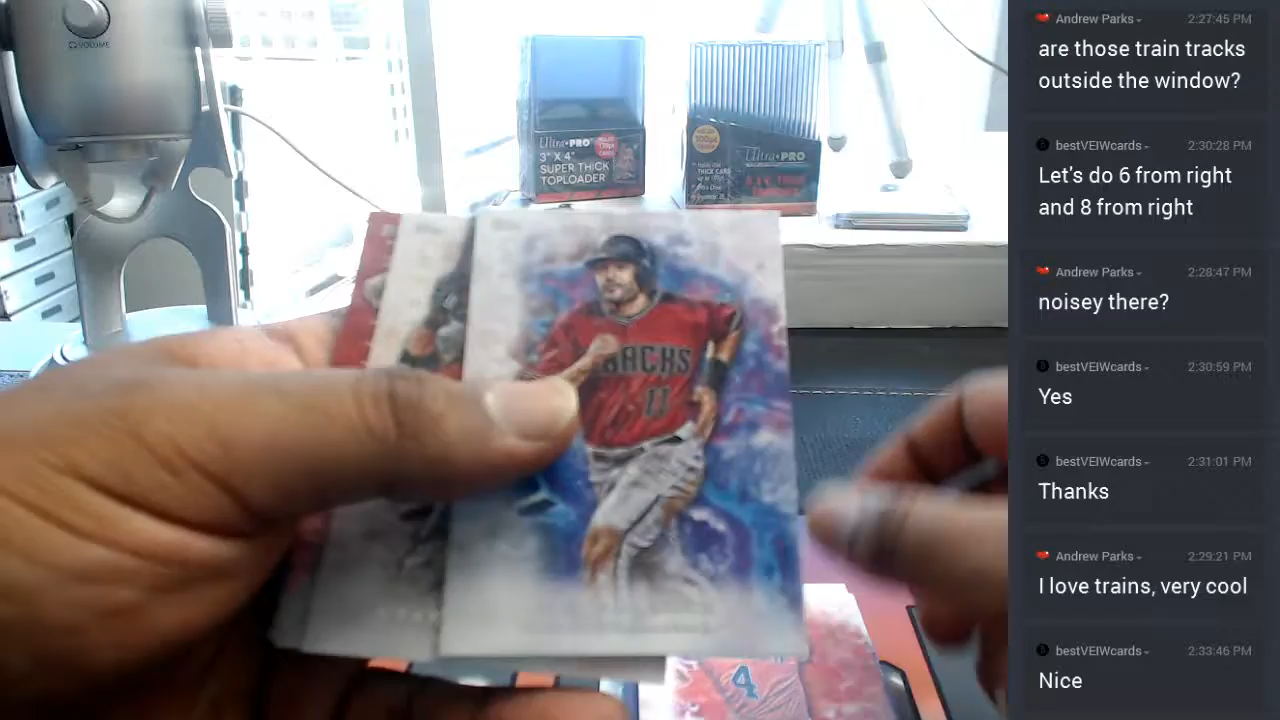 VOLUME
Ultra•PRO
3" X 4"
SUPER THICK
TOPLOADER
Ultra•PRO
BACKS
11
4
Andrew Parks 2:27:45 PM
are those train tracks
outside the window?
bestVEIWcards 2:30:28 PM
Let's do 6 from right
and 8 from right
Andrew Parks 2:28:47 PM
noisey there?
bestVEIWcards 2:30:59 PM
Yes
bestVEIWcards 2:31:01 PM
Thanks
Andrew Parks 2:29:21 PM
I love trains, very cool
bestVEIWcards 2:33:46 PM
Nice